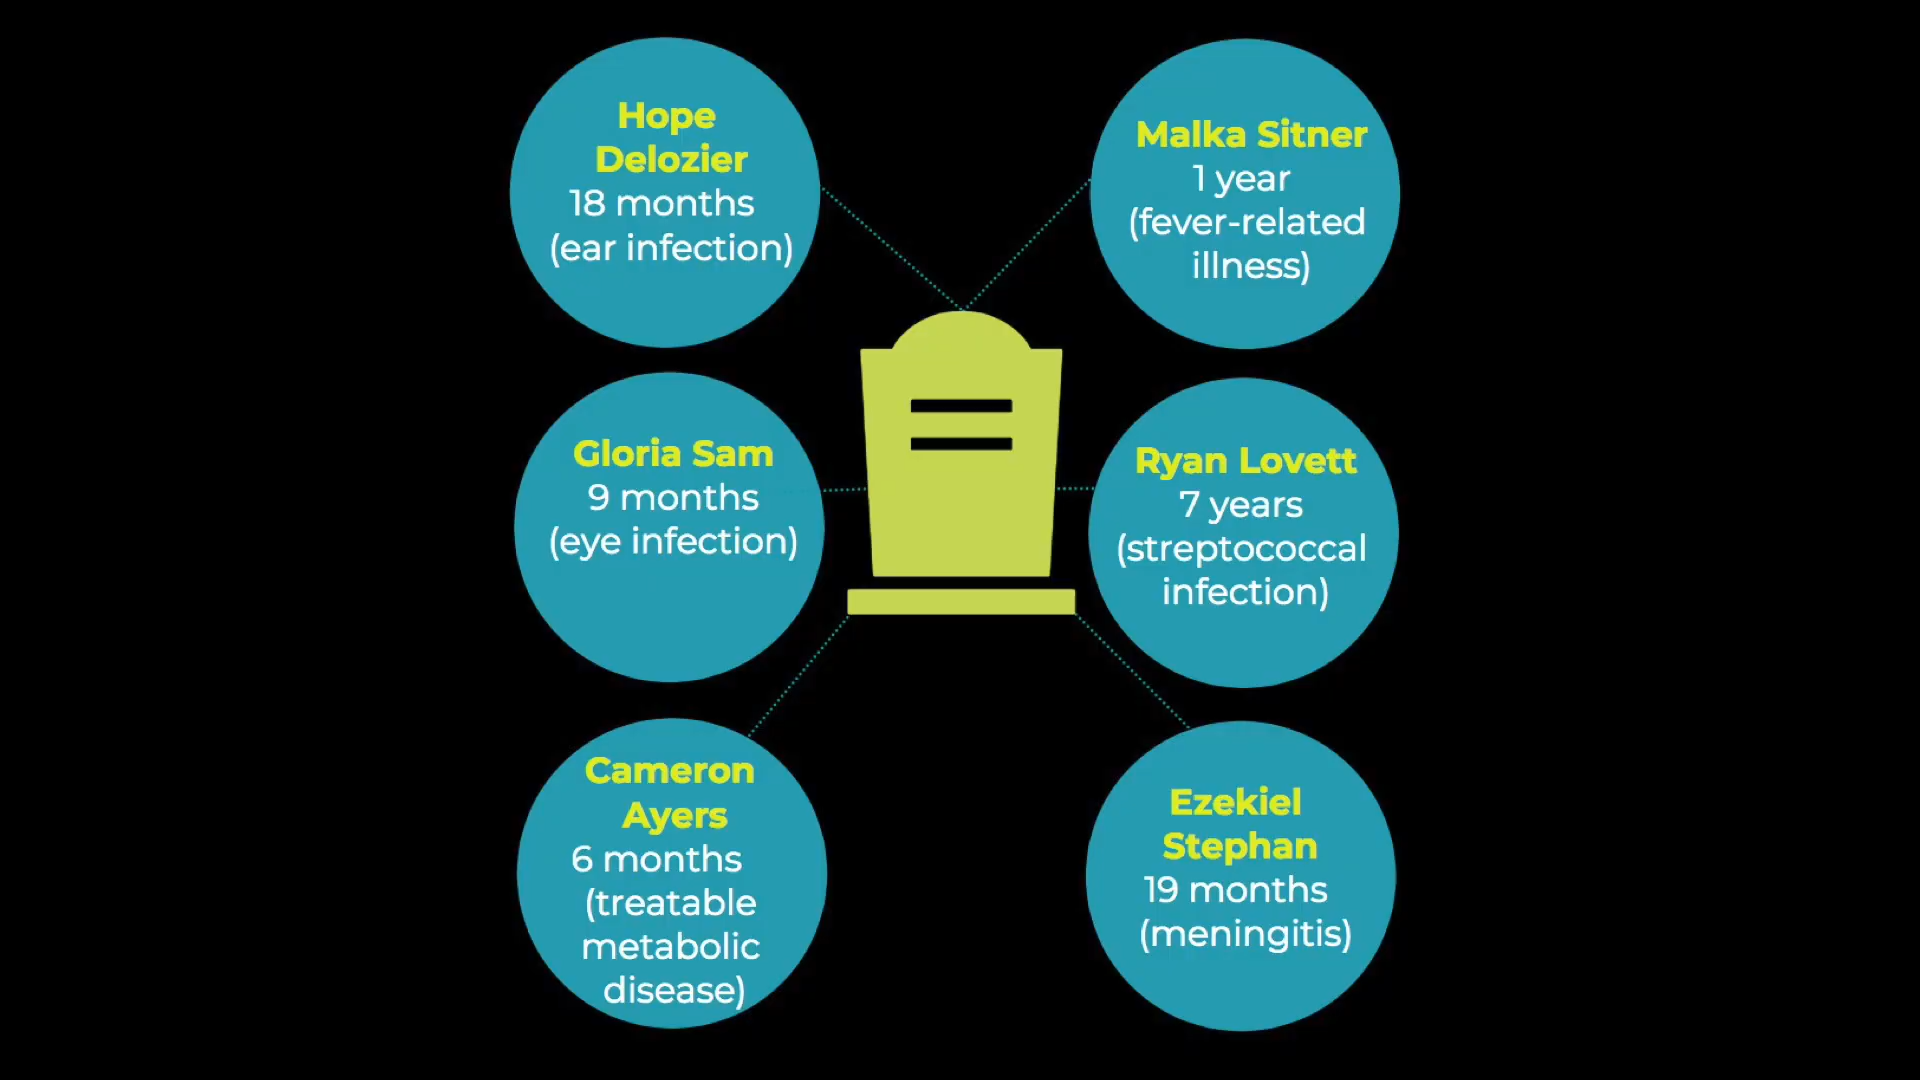 Hope
Delozier
18 months
(ear infection)
Malka Sitner
1 year
(fever-related
illness)
Gloria Sam
9 months
(eye infection)
Ryan Lovett
7 years
(streptococcal
infection)
Cameron
Ayers
6 months
(treatable
metabolic
disease)
Ezekiel
Stephan
19 months
(meningitis)